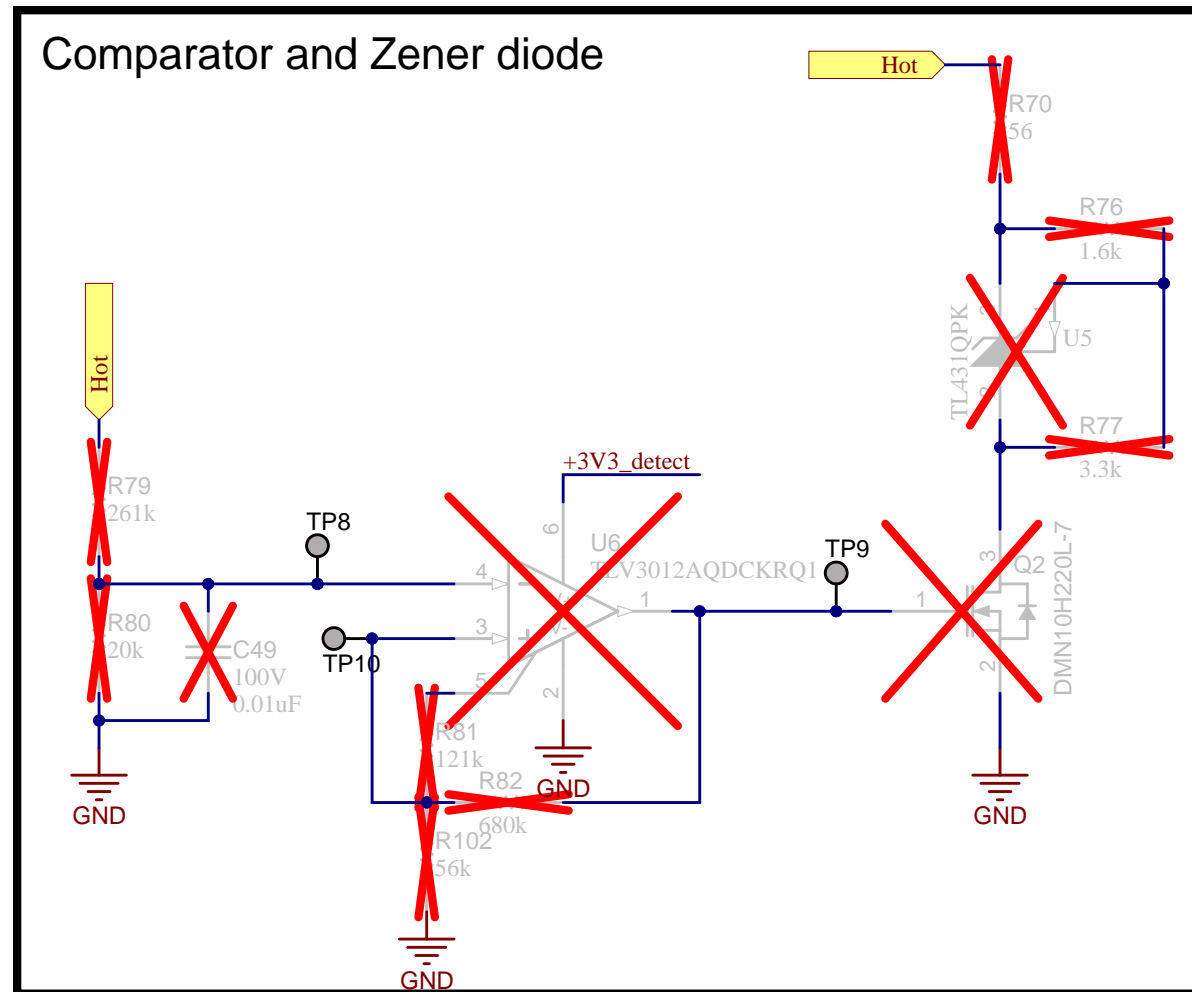 Comparator and Zener diode
Hot
R70
56
R76
1.6k
TL431QPK
U5
R77
3.3k
Hot
R79
261k
R80
20k
C49
100V
0.01uF
TP8
TP10
+3V3_detect
U6
TLV3012AQDCKRQ1
4
3
5
6
2
1
V-
TP9
R81
121k
R82
680k
R102
56k
1
3
2
Q2
DMN10H220L-7
GND
GND
GND
GND